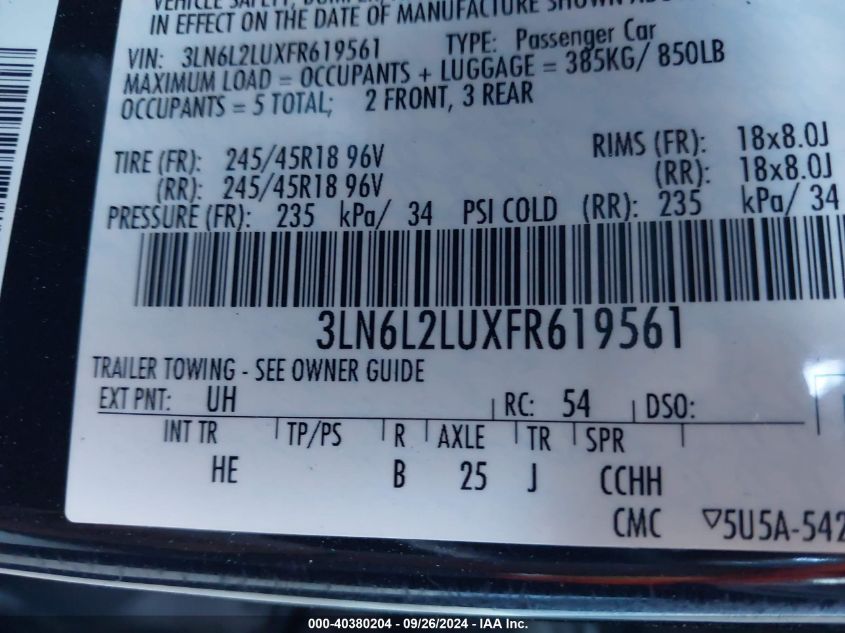 VEHICLE SAFETY, BUMPER,
IN EFFECT ON THE DATE OF MANUFACTURE SHOWN
VIN: 3LN6L2LUXFR619561 TYPE: Passenger Car
MAXIMUM LOAD = OCCUPANTS + LUGGAGE = 385KG/ 850LB
OCCUPANTS = 5 TOTAL; 2 FRONT, 3 REAR
TIRE (FR): 245/45R18 96V RIMS (FR): 18x8.0J
(RR): 245/45R18 96V (RR): 18x8.0J
PRESSURE (FR): 235 kPa/ 34 PSI COLD (RR): 235 kPa/ 34
3LN6L2LUXFR619561
TRAILER TOWING - SEE OWNER GUIDE
EXT PNT: UH RC: 54 DSO:
INT TR TP/PS R AXLE TR SPR
HE B 25 J CCHH
CMC ▽5U5A-542
000-40380204 - 09/26/2024 - IAA Inc.